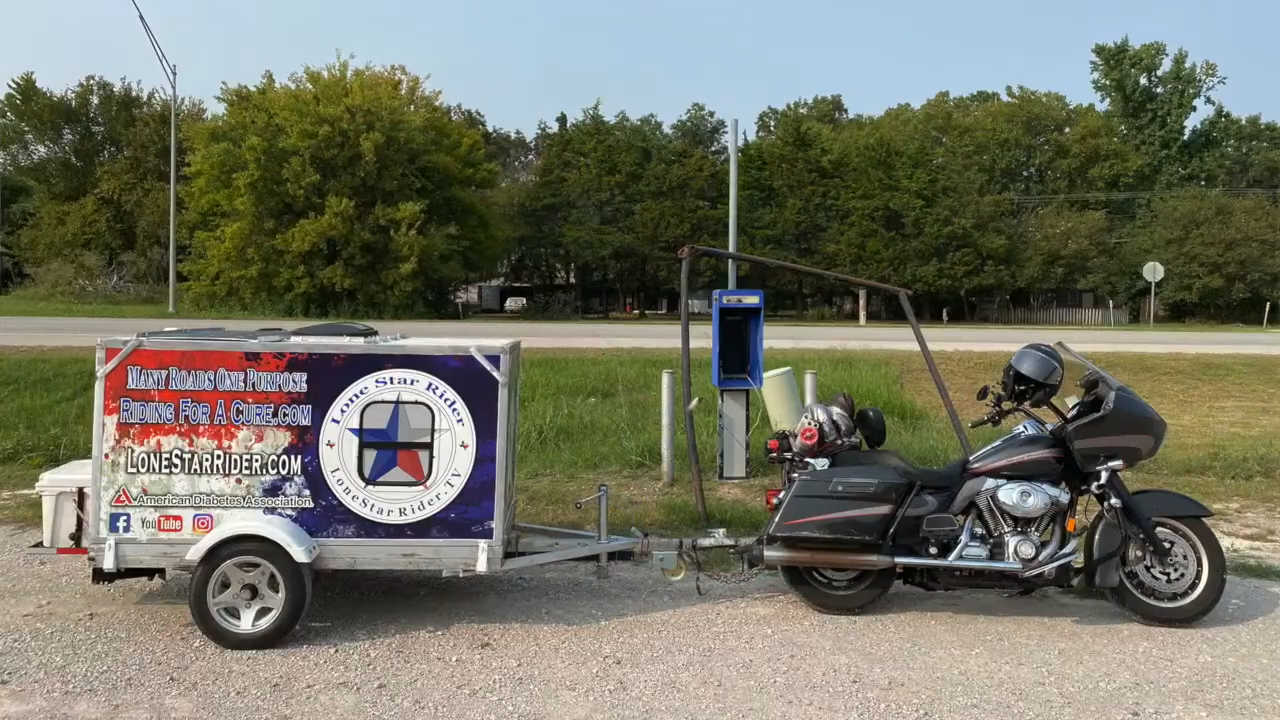 Many Roads One Purpose
Riding For A Cure.com
LoneStarRider.com
American Diabetes Association.
f YouTube
Lone Star Rider
LoneStarRider.TV